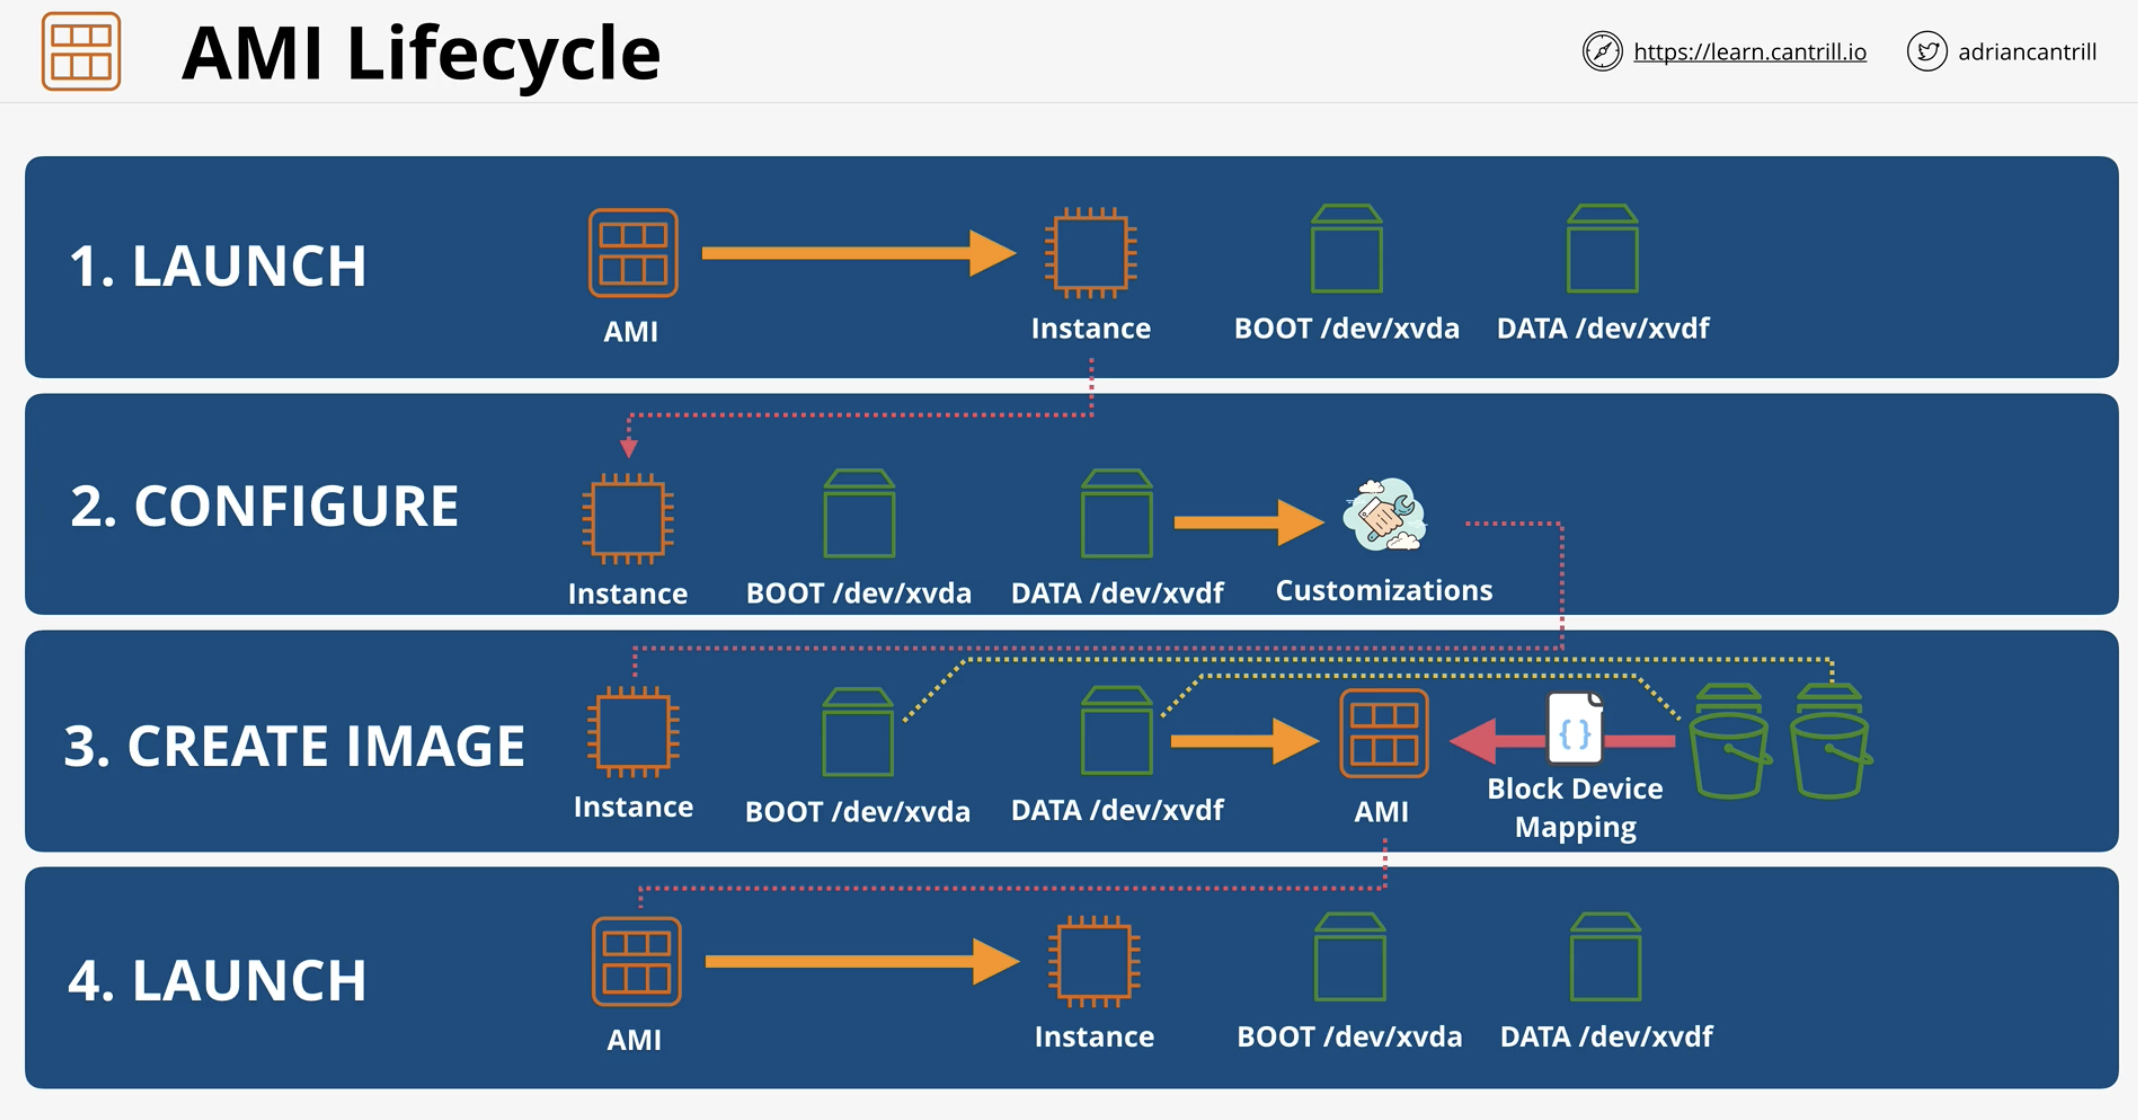 AMI Lifecycle
https://learn.cantrill.io
adriancantrill
1. LAUNCH
AMI
Instance
BOOT /dev/xvda
DATA /dev/xvdf
2. CONFIGURE
Instance
BOOT /dev/xvda
DATA /dev/xvdf
Customizations
3. CREATE IMAGE
Instance
BOOT /dev/xvda
DATA /dev/xvdf
AMI
{ }
Block Device
Mapping
4. LAUNCH
AMI
Instance
BOOT /dev/xvda
DATA /dev/xvdf